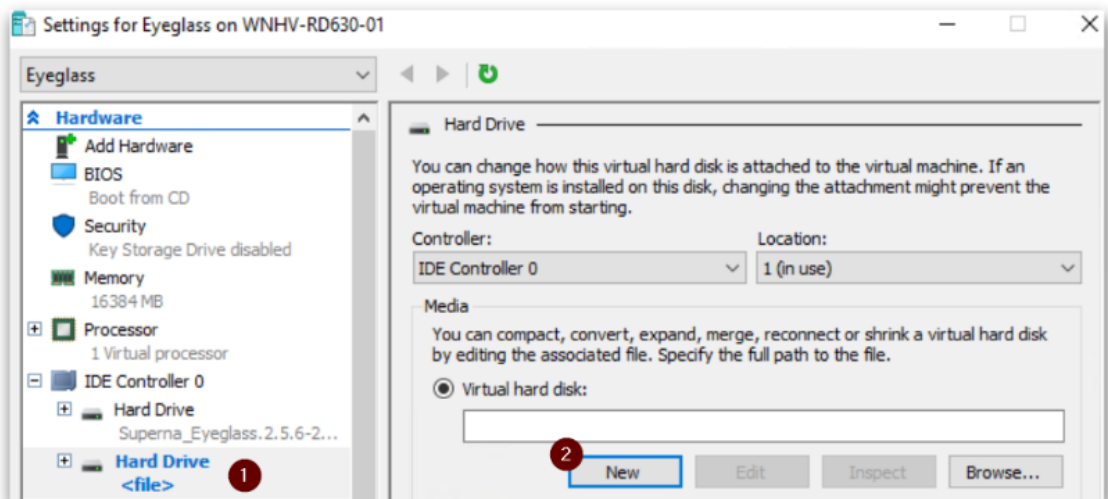 Settings for Eyeglass on WNHV-RD630-01
Eyeglass
Hardware
Add Hardware
BIOS
Boot from CD
Security
Key Storage Drive disabled
Memory
16384 MB
Processor
1 Virtual processor
IDE Controller 0
Hard Drive
Superna_Eyeglass.2.5.6-2...
Hard Drive
<file>
1
Hard Drive
You can change how this virtual hard disk is attached to the virtual machine. If an
operating system is installed on this disk, changing the attachment might prevent the
virtual machine from starting.
Controller: Location:
IDE Controller 0 1 (in use)
Media
You can compact, convert, expand, merge, reconnect or shrink a virtual hard disk
by editing the associated file. Specify the full path to the file.
Virtual hard disk:
2
New Edit Inspect Browse...